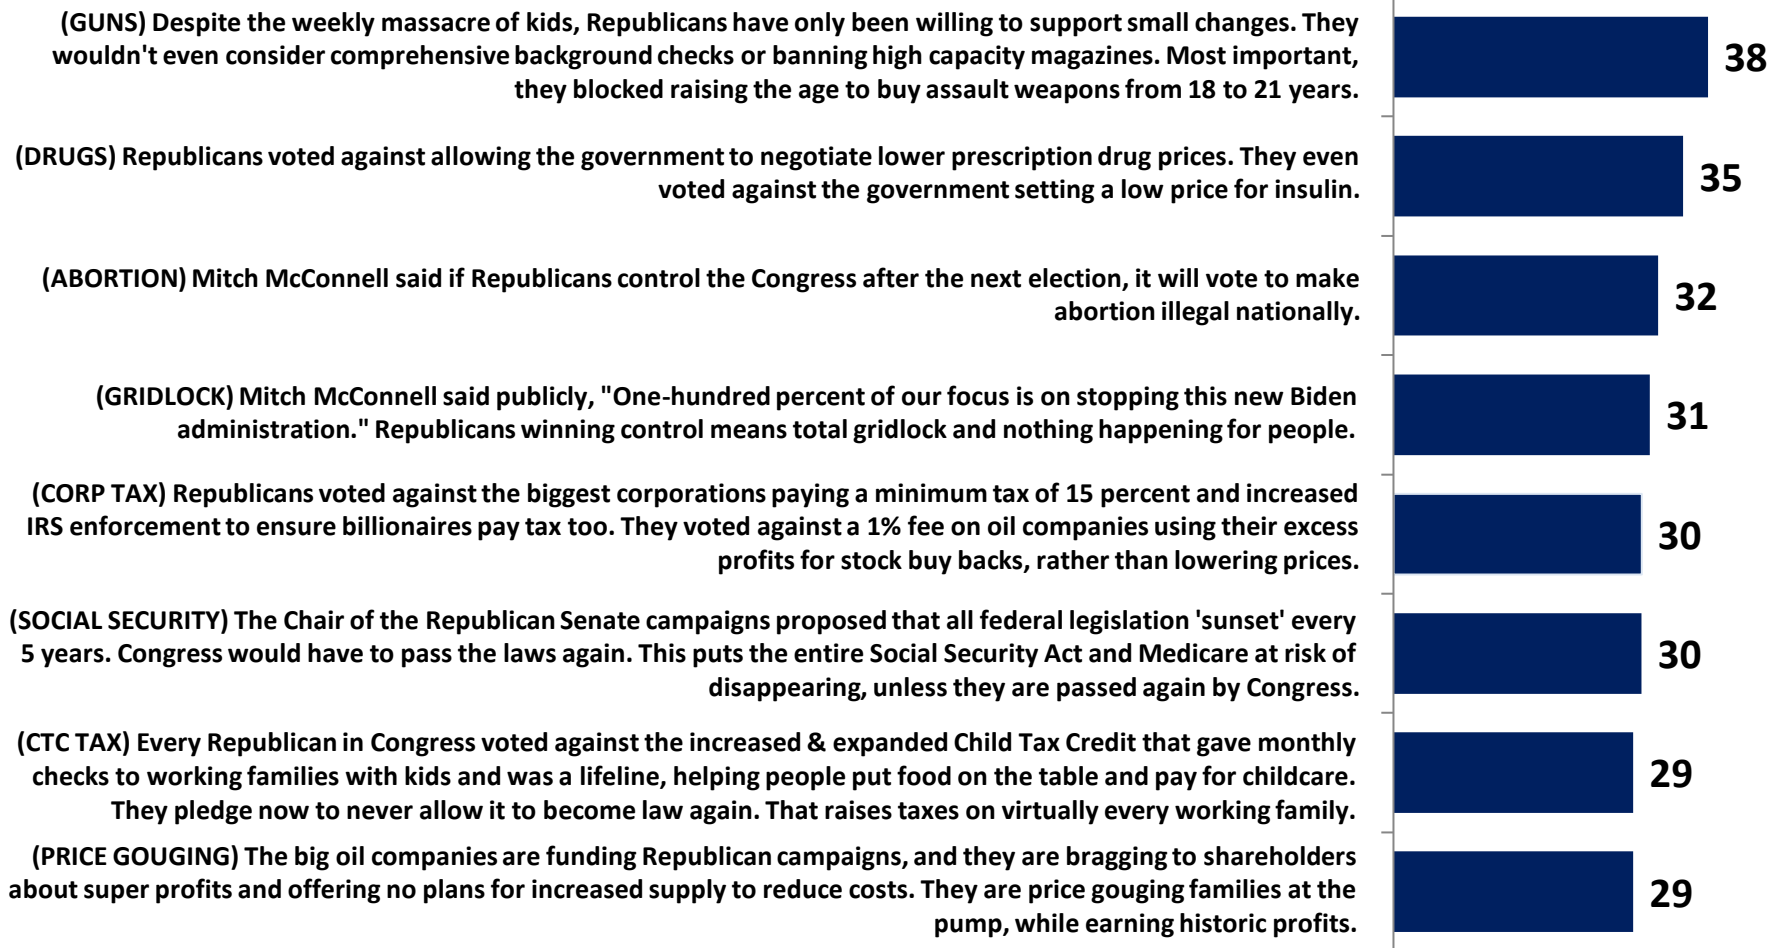 (GUNS) Despite the weekly massacre of kids, Republicans have only been willing to support small changes. They
wouldn't even consider comprehensive background checks or banning high capacity magazines. Most important,
they blocked raising the age to buy assault weapons from 18 to 21 years.
38
(DRUGS) Republicans voted against allowing the government to negotiate lower prescription drug prices. They even
voted against the government setting a low price for insulin.
35
(ABORTION) Mitch McConnell said if Republicans control the Congress after the next election, it will vote to make
abortion illegal nationally.
32
(GRIDLOCK) Mitch McConnell said publicly, "One-hundred percent of our focus is on stopping this new Biden
administration." Republicans winning control means total gridlock and nothing happening for people.
31
(CORP TAX) Republicans voted against the biggest corporations paying a minimum tax of 15 percent and increased
IRS enforcement to ensure billionaires pay tax too. They voted against a 1% fee on oil companies using their excess
profits for stock buy backs, rather than lowering prices.
30
(SOCIAL SECURITY) The Chair of the Republican Senate campaigns proposed that all federal legislation 'sunset' every
5 years. Congress would have to pass the laws again. This puts the entire Social Security Act and Medicare at risk of
disappearing, unless they are passed again by Congress.
30
(CTC TAX) Every Republican in Congress voted against the increased & expanded Child Tax Credit that gave monthly
checks to working families with kids and was a lifeline, helping people put food on the table and pay for childcare.
They pledge now to never allow it to become law again. That raises taxes on virtually every working family.
29
(PRICE GOUGING) The big oil companies are funding Republican campaigns, and they are bragging to shareholders
about super profits and offering no plans for increased supply to reduce costs. They are price gouging families at the
pump, while earning historic profits.
29